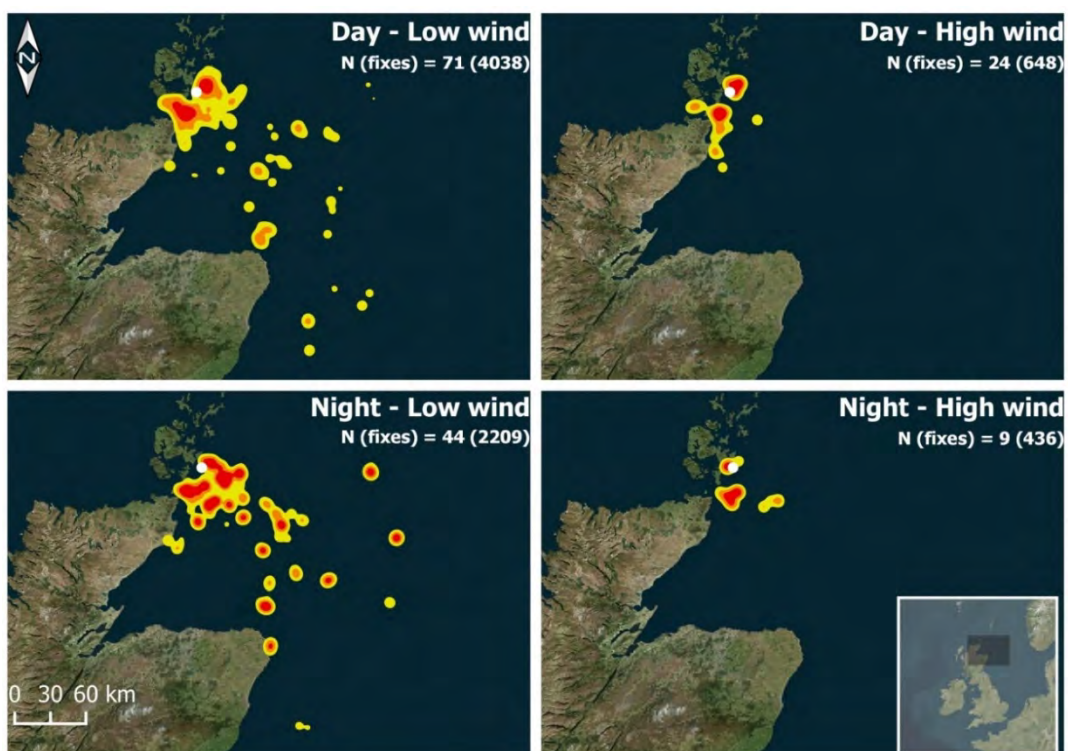 N
Day - Low wind
N (fixes) = 71 (4038)
Day - High wind
N (fixes) = 24 (648)
Night - Low wind
N (fixes) = 44 (2209)
Night - High wind
N (fixes) = 9 (436)
0 30 60 km